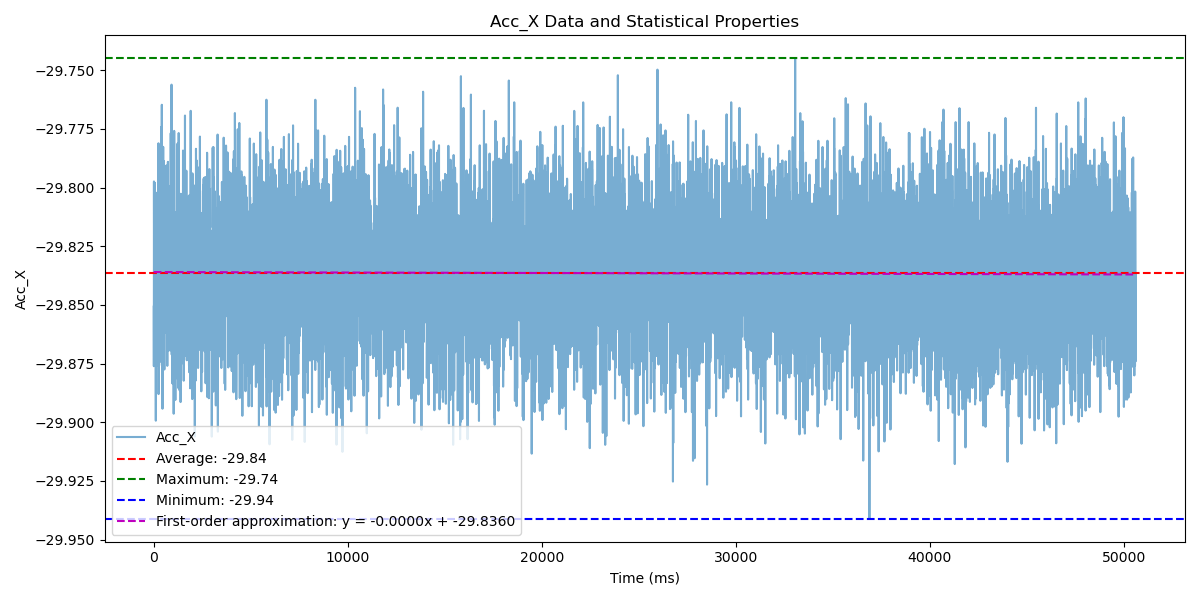 Acc_X Data and Statistical Properties
−29.750
−29.775
−29.800
−29.825
−29.850
−29.875
−29.900
−29.925
−29.950
Acc_X
Acc_X
Average: -29.84
Maximum: -29.74
Minimum: -29.94
First-order approximation: y = -0.0000x + -29.8360
0 10000 20000 30000 40000 50000
Time (ms)